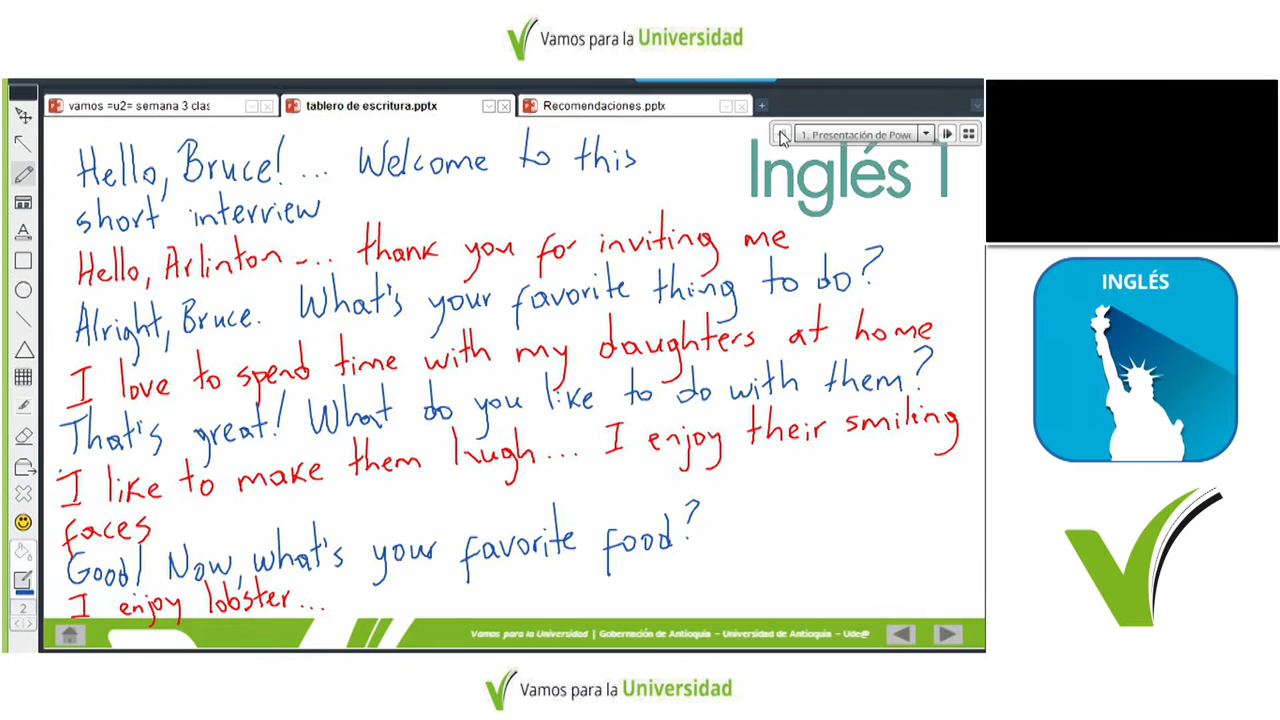 Vamos para la Universidad
vamos =u2= semana 3 clas
tablero de escritura.pptx
Recomendaciones.pptx
1. Presentación de Powe
Inglés 1
Hello, Bruce!... Welcome to this
short interview
Hello, Arlinton .... thank you for inviting me
Alright, Bruce. What's your favorite thing to do?
I love to spend time with my daughters at home
That's great! What do you like to do with them?
I like to make them laugh... I enjoy their smiling
faces
Good! Now, what's your favorite food?
I enjoy lobster...
2
Vamos para la Universidad | Gobernación de Antioquia - Universidad de Antioquia - Ude@
INGLÉS
Vamos para la Universidad